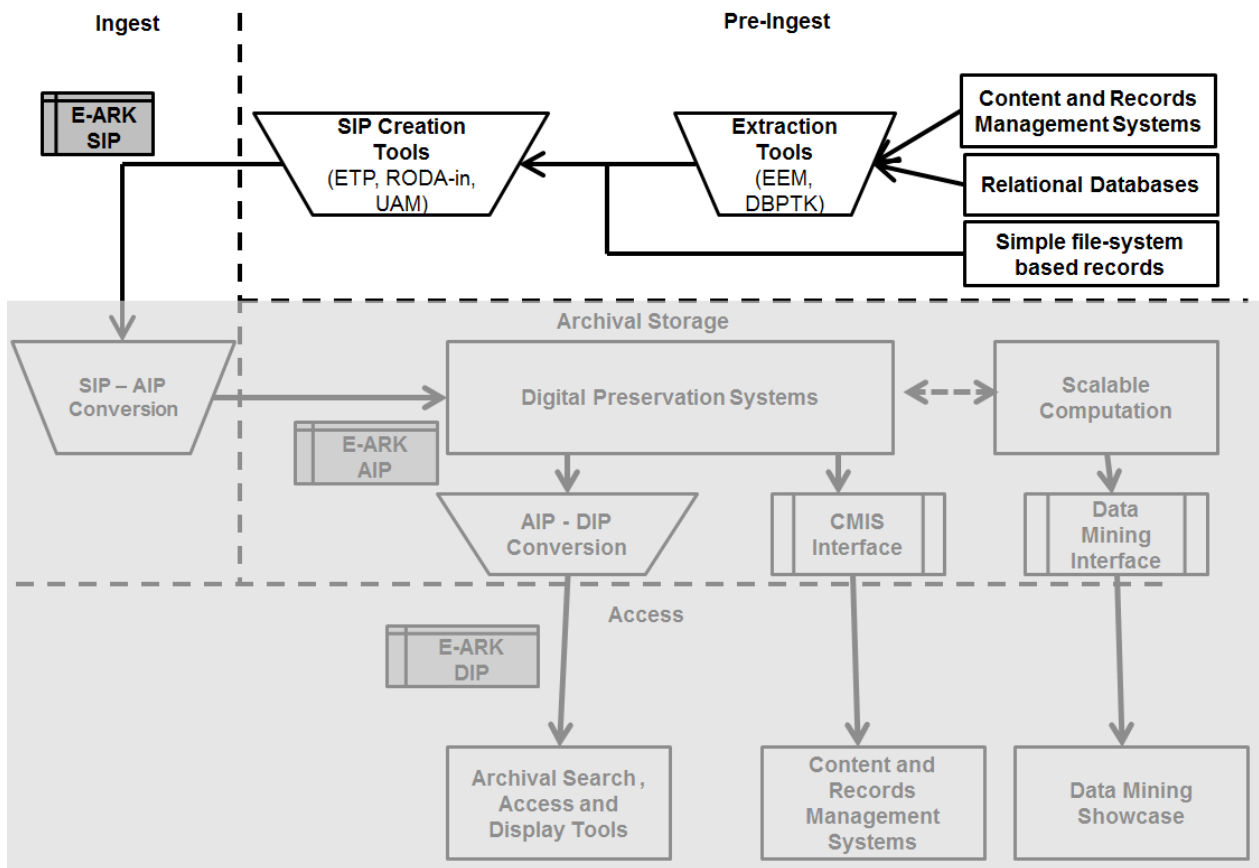 Ingest
Pre-Ingest
E-ARK
SIP
SIP Creation
Tools
(ETP, RODA-in,
UAM)
Extraction
Tools
(EEM,
DBPTK)
Content and Records
Management Systems
Relational Databases
Simple file-system
based records
Archival Storage
SIP – AIP
Conversion
E-ARK
AIP
Digital Preservation Systems
Scalable
Computation
AIP - DIP
Conversion
CMIS
Interface
Data
Mining
Interface
Access
E-ARK
DIP
Archival Search ,
Access and
Display Tools
Content and
Records
Management
Systems
Data Mining
Showcase